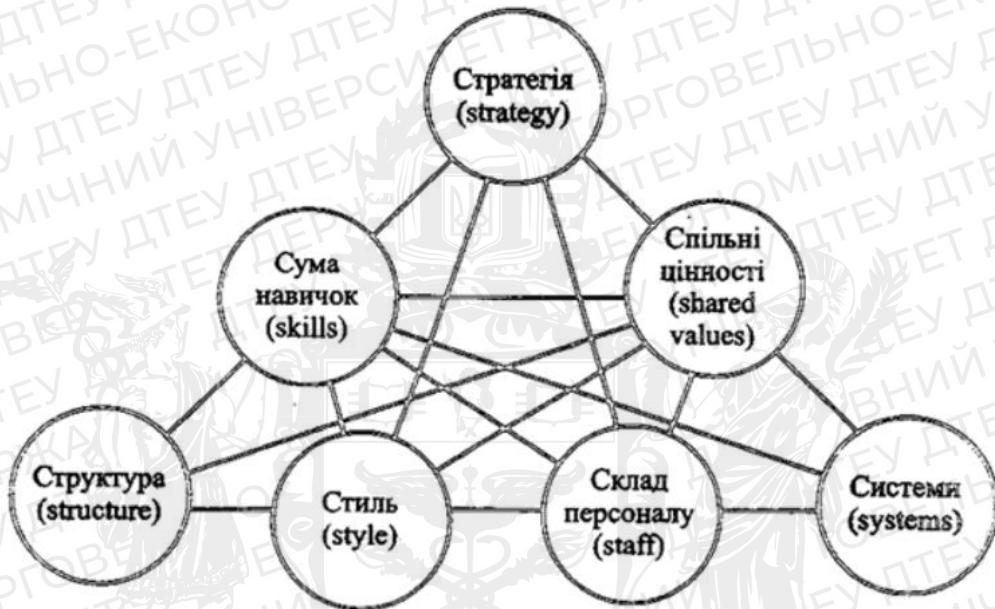 Стратегія
(strategy)
Сума
навичок
(skills)
Спільні
цінності
(shared
values)
Структура
(structure)
Стиль
(style)
Склад
персоналу
(staff)
Системи
(systems)